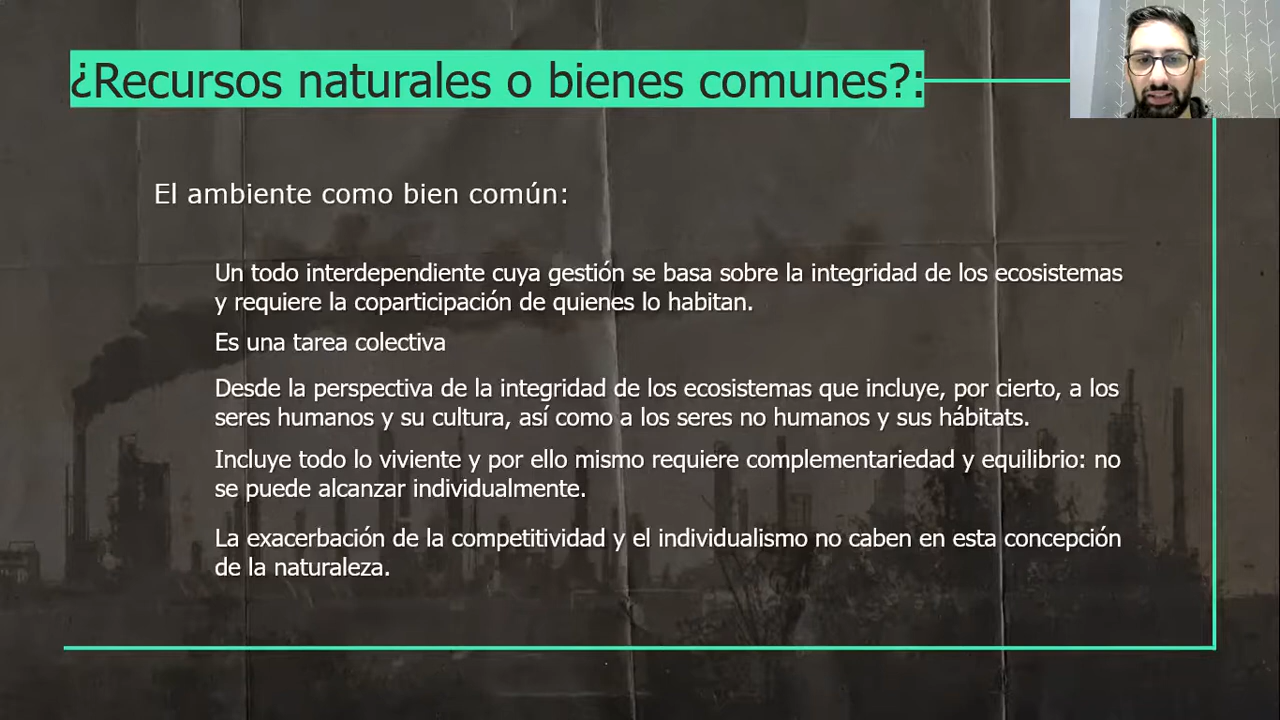 ¿Recursos naturales o bienes comunes?:
El ambiente como bien común:
Un todo interdependiente cuya gestión se basa sobre la integridad de los ecosistemas
y requiere la coparticipación de quienes lo habitan.
Es una tarea colectiva
Desde la perspectiva de la integridad de los ecosistemas que incluye, por cierto, a los
seres humanos y su cultura, así como a los seres no humanos y sus hábitats.
Incluye todo lo viviente y por ello mismo requiere complementariedad y equilibrio: no
se puede alcanzar individualmente.
La exacerbación de la competitividad y el individualismo no caben en esta concepción
de la naturaleza.